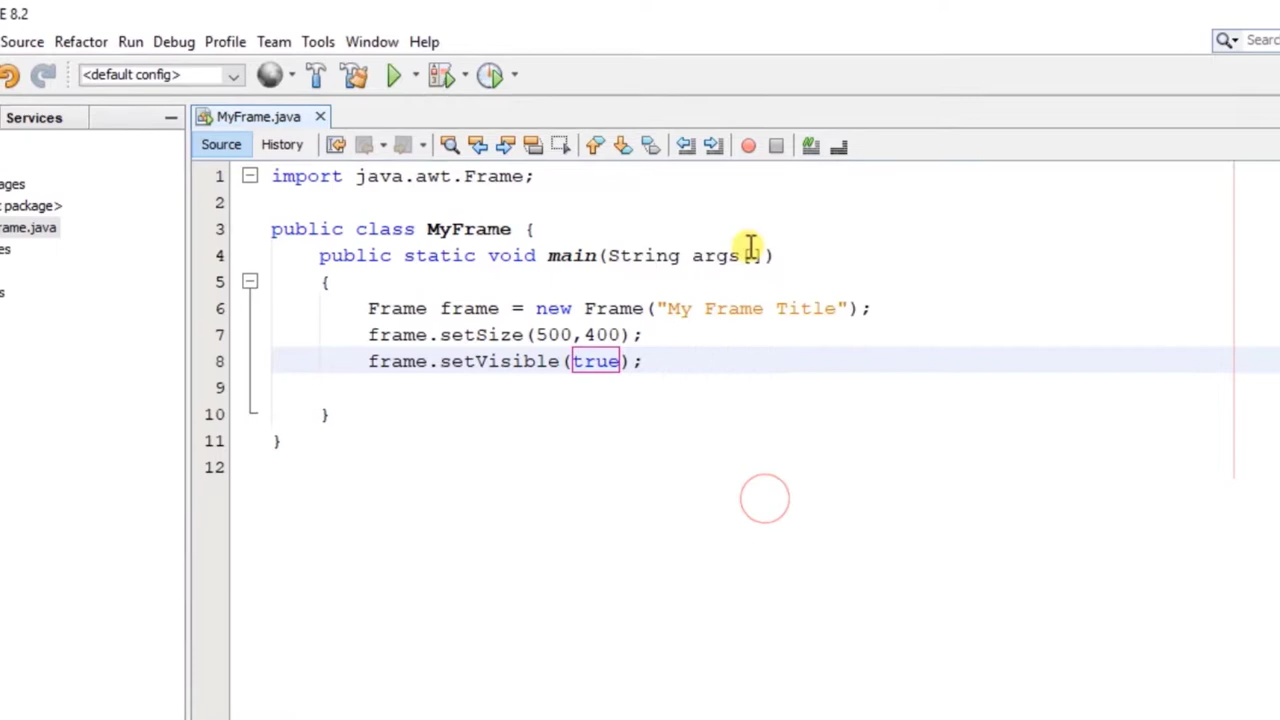 E 8.2
Source Refactor Run Debug Profile Team Tools Window Help
Searc
<default config>
Services
MyFrame.java
Source History
ages
t package>
rame.java
es
s
1 import java.awt.Frame;
2
3 public class MyFrame {
4 public static void main(String args[])
5 {
6 Frame frame = new Frame("My Frame Title");
7 frame.setSize(500,400);
8 frame.setVisible(true);
9
10 }
11 }
12